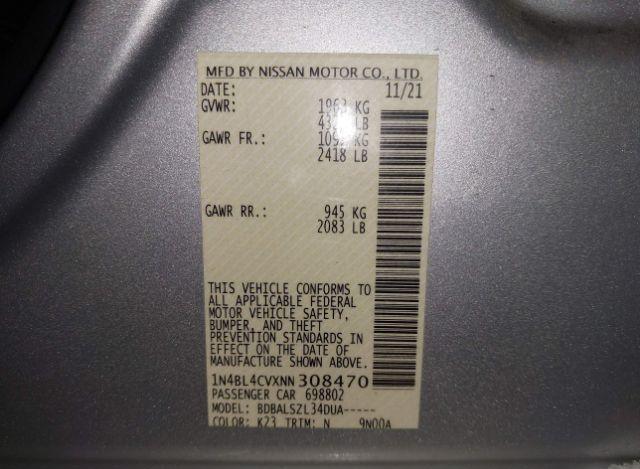 MFD BY NISSAN MOTOR CO., LTD.
DATE: 11/21
GVWR: KG
LB
GAWR FR.: KG
2418 LB
GAWR RR.: 945 KG
2083 LB
THIS VEHICLE CONFORMS TO
ALL APPLICABLE FEDERAL
MOTOR VEHICLE SAFETY,
BUMPER, AND THEFT
PREVENTION STANDARDS IN
EFFECT ON THE DATE OF
MANUFACTURE SHOWN ABOVE.
1N4BL4CVXNN308470
PASSENGER CAR 698802
MODEL: BDBALSZL34DUA-----
COLOR: K23 TRIM: N 9N00A